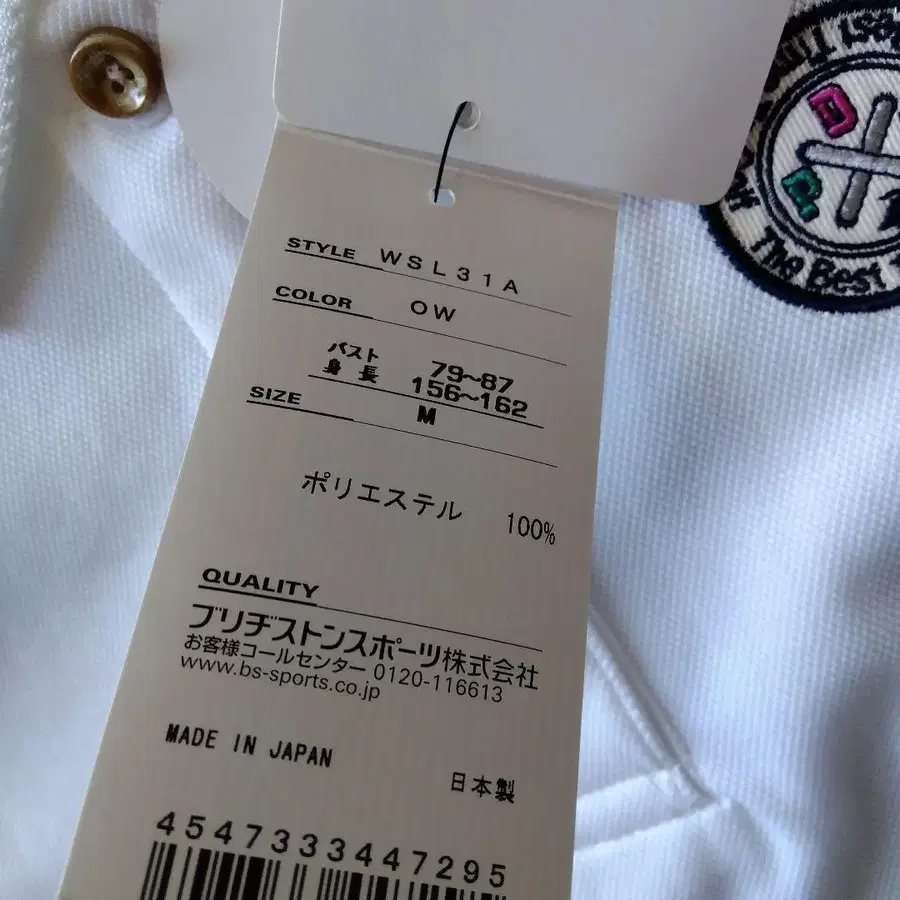 STYLE WSL31A
COLOR OW
バスト 79~87
身長 156~162
SIZE M
ポリエステル 100%
QUALITY
ブリヂストンスポーツ株式会社
お客様コールセンター 0120-116613
www.bs-sports.co.jp
MADE IN JAPAN
日本製
4547333447295
The Best